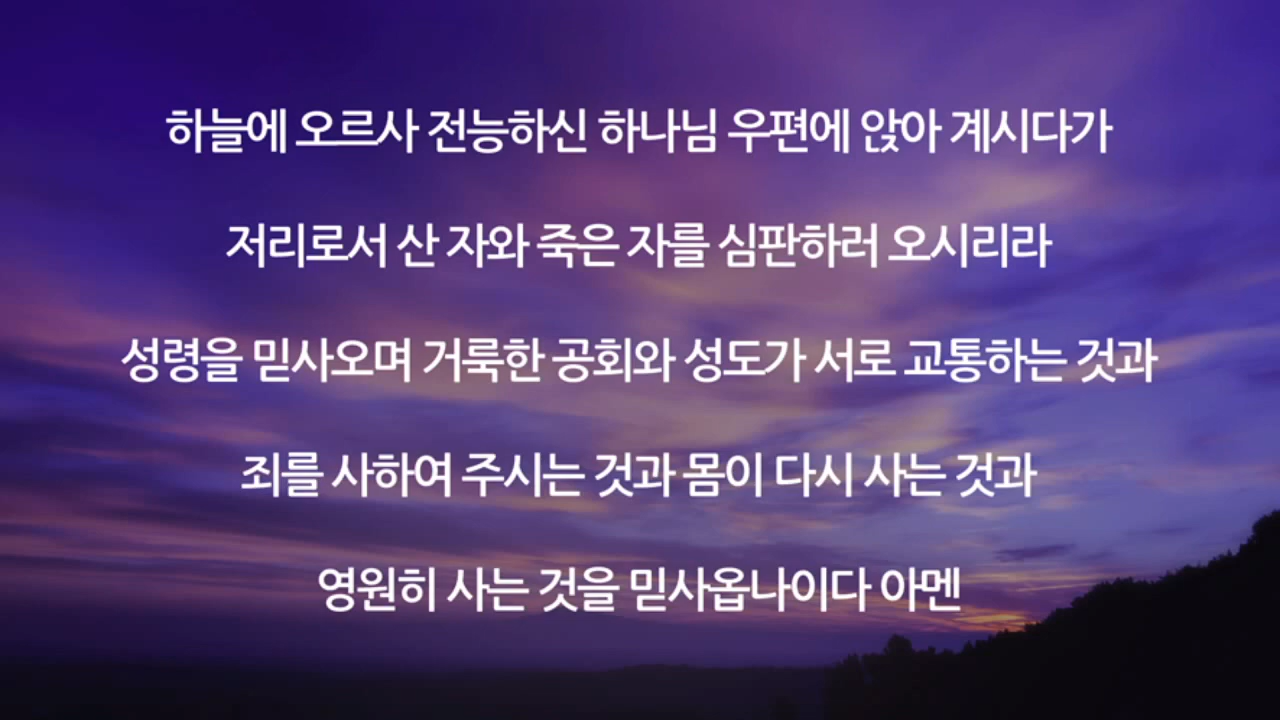 하늘에 오르사 전능하신 하나님 우편에 앉아 계시다가
저리로서 산 자와 죽은 자를 심판하러 오시리라
성령을 믿사오며 거룩한 공회와 성도가 서로 교통하는 것과
죄를 사하여 주시는 것과 몸이 다시 사는 것과
영원히 사는 것을 믿사옵나이다 아멘